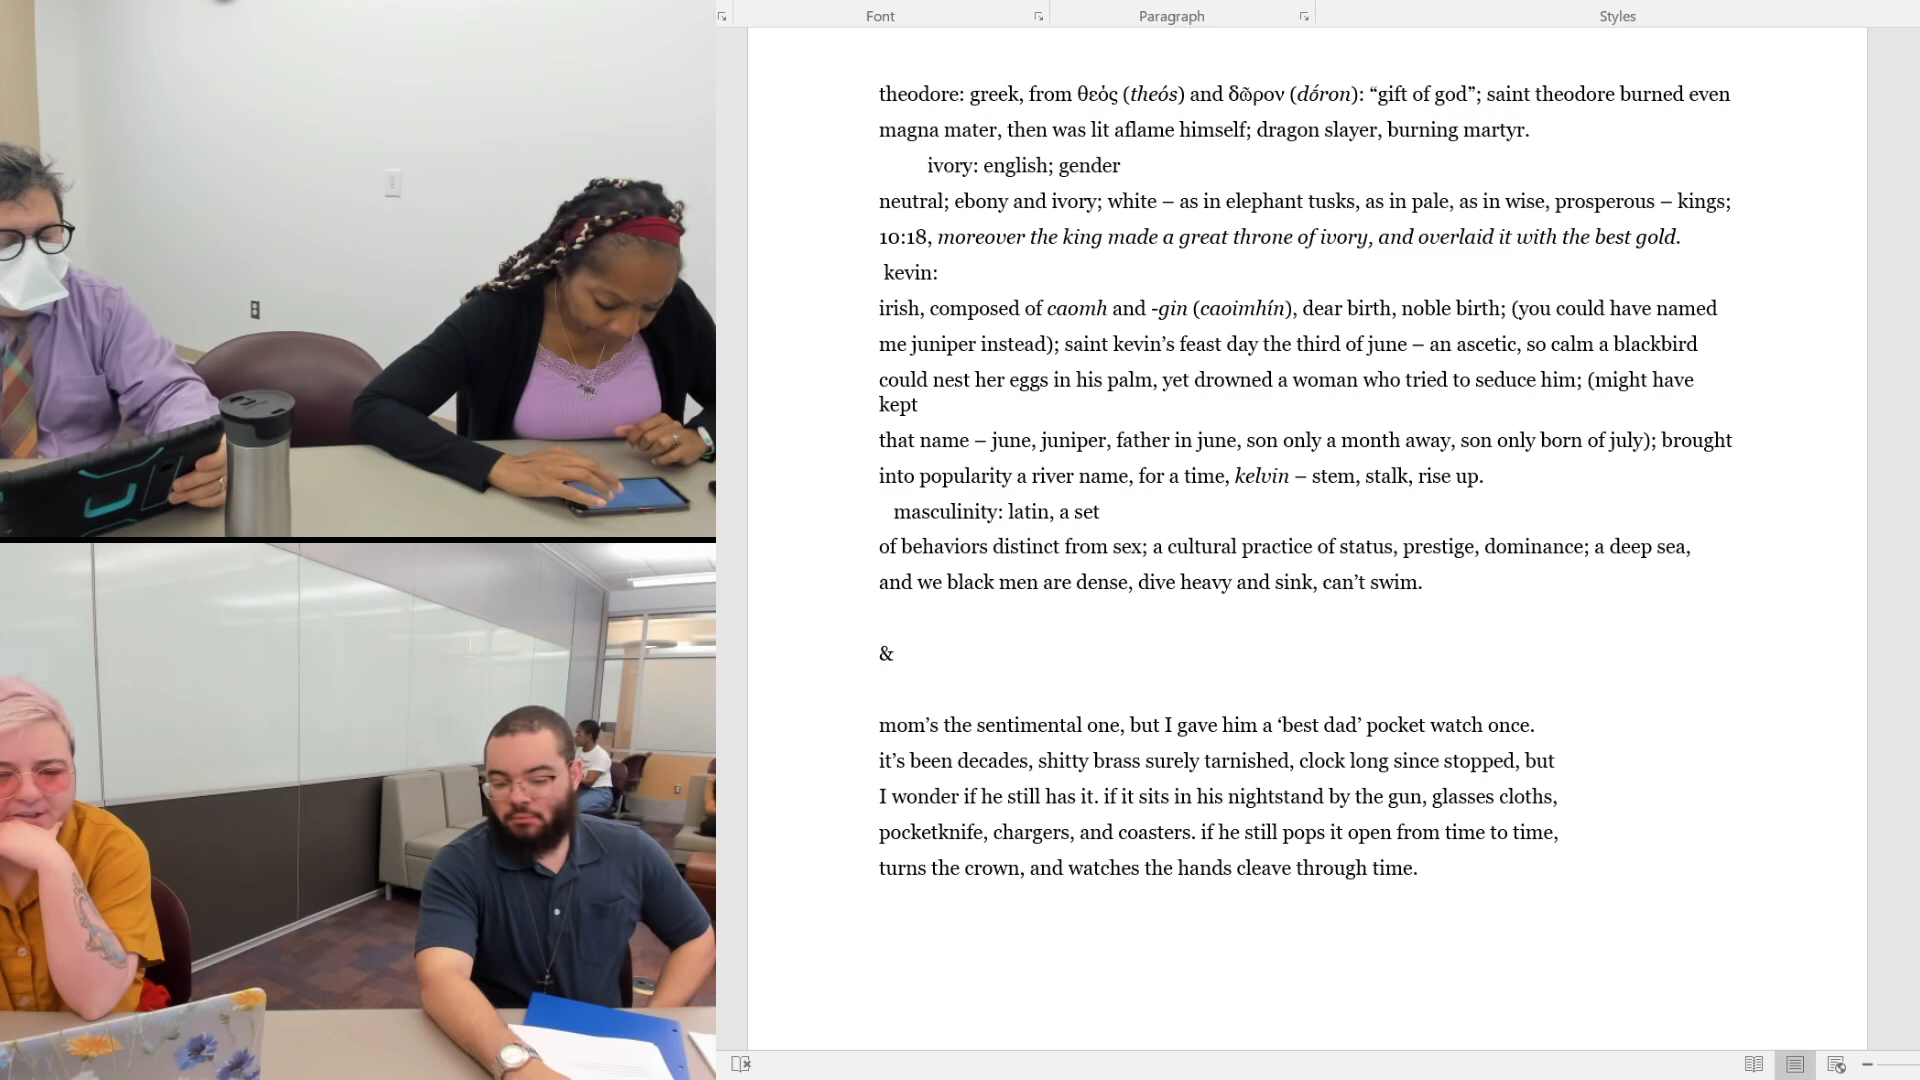 Font Paragraph Styles
theodore: greek, from θεός (theós) and δῶρον (dṓron): “gift of god”; saint theodore burned even
magna mater, then was lit aflame himself; dragon slayer, burning martyr.
ivory: english; gender
neutral; ebony and ivory; white – as in elephant tusks, as in pale, as in wise, prosperous – kings;
10:18, moreover the king made a great throne of ivory, and overlaid it with the best gold.
kevin:
irish, composed of caomh and -gin (caoimhín), dear birth, noble birth; (you could have named
me juniper instead); saint kevin’s feast day the third of june – an ascetic, so calm a blackbird
could nest her eggs in his palm, yet drowned a woman who tried to seduce him; (might have
kept
that name – june, juniper, father in june, son only a month away, son only born of july); brought
into popularity a river name, for a time, kelvin – stem, stalk, rise up.
masculinity: latin, a set
of behaviors distinct from sex; a cultural practice of status, prestige, dominance; a deep sea,
and we black men are dense, dive heavy and sink, can’t swim.
&
mom’s the sentimental one, but I gave him a ‘best dad’ pocket watch once.
it’s been decades, shitty brass surely tarnished, clock long since stopped, but
I wonder if he still has it. if it sits in his nightstand by the gun, glasses cloths,
pocketknife, chargers, and coasters. if he still pops it open from time to time,
turns the crown, and watches the hands cleave through time.